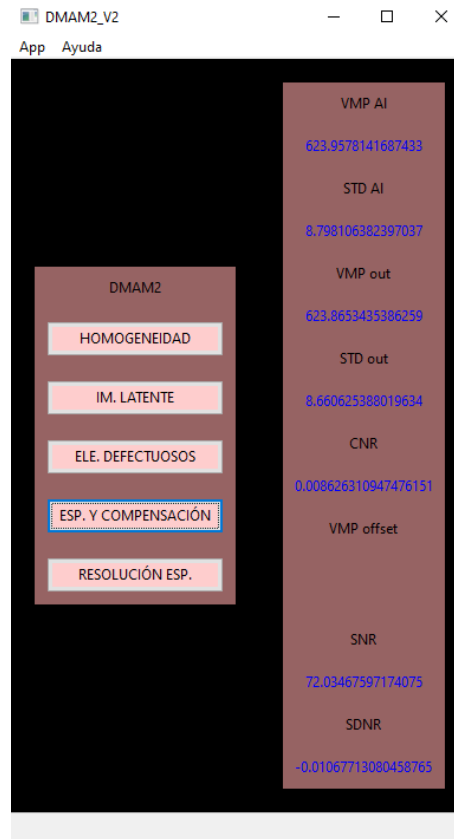 DMAM2_V2
App Ayuda
DMAM2
HOMOGENEIDAD
IM. LATENTE
ELE. DEFECTUOSOS
ESP. Y COMPENSACIÓN
RESOLUCIÓN ESP.
VMP AI
623.9578141687433
STD AI
8.798106382397037
VMP out
623.8653435386259
STD out
8.660625388019634
CNR
0.008626310947476151
VMP offset
SNR
72.03467597174075
SDNR
-0.01067713080458765